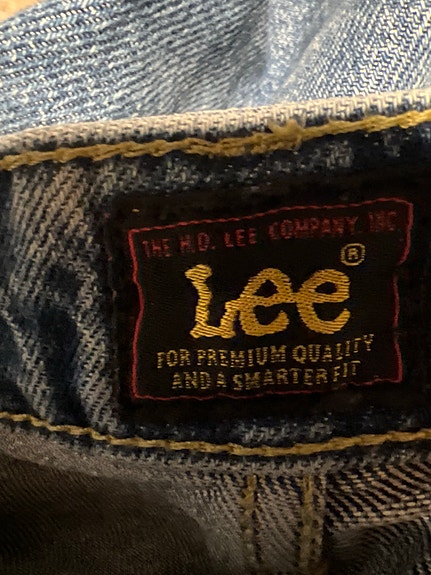 THE H.D. LEE COMPANY, INC
Lee®
FOR PREMIUM QUALITY
AND A SMARTER FIT